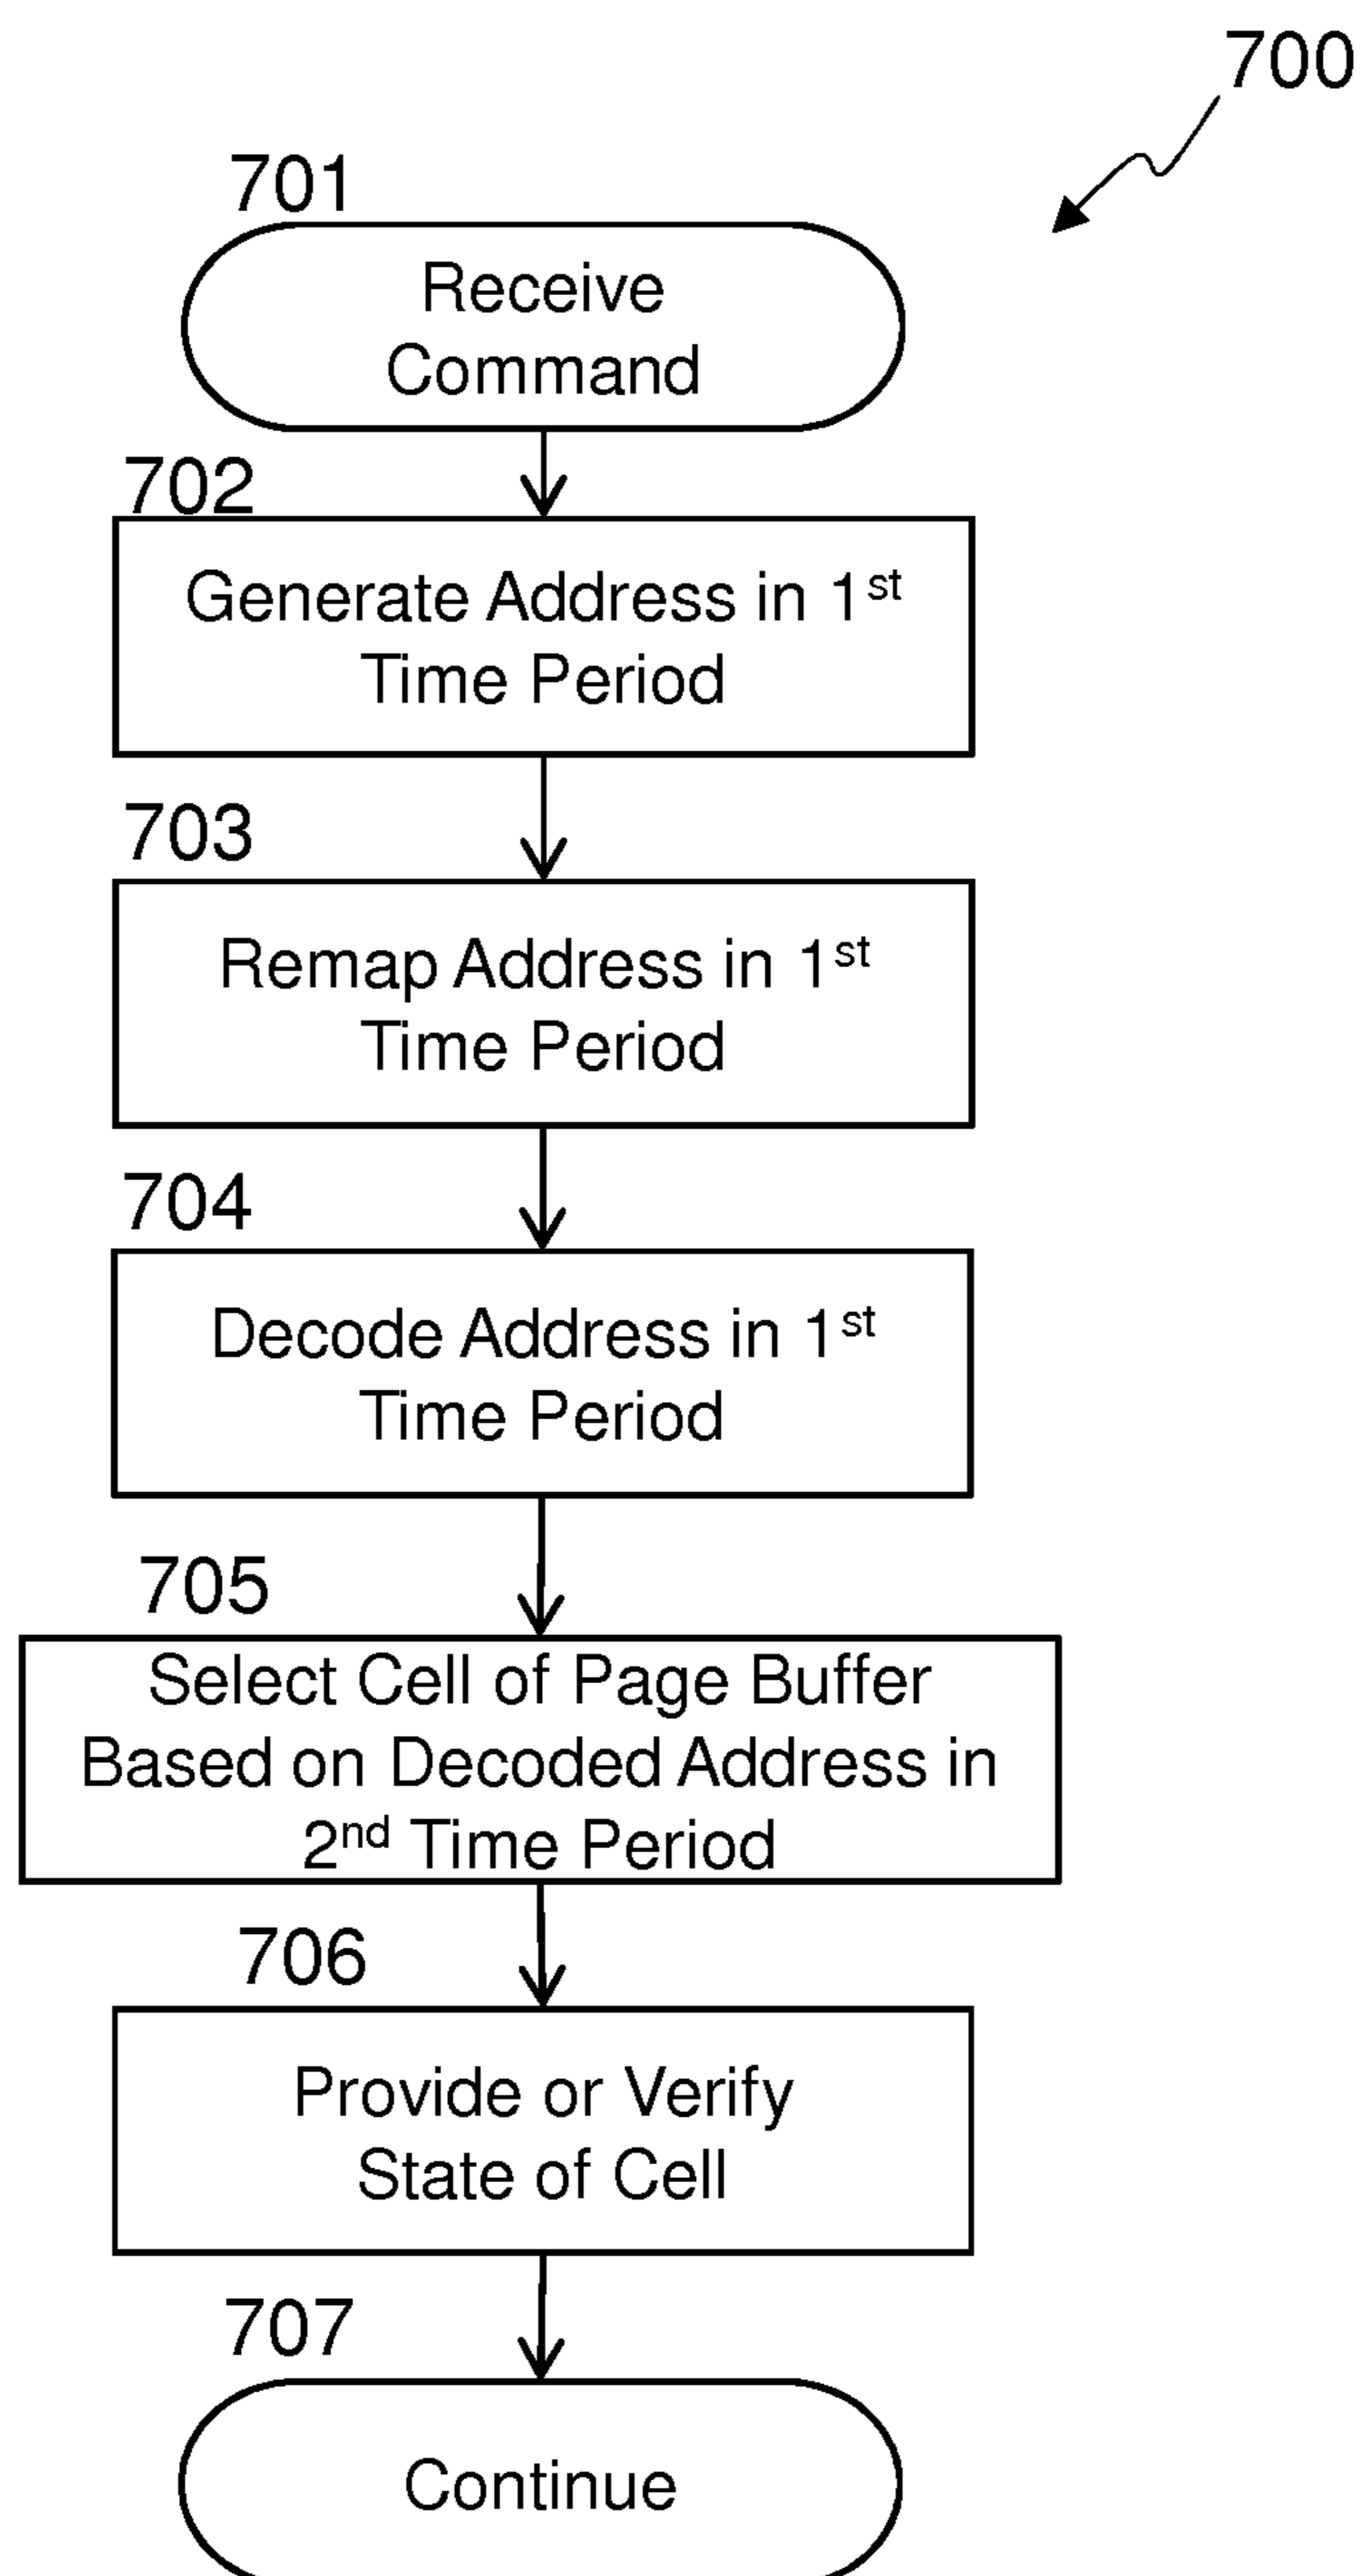 700
701
Receive
Command
702
Generate Address in 1st
Time Period
703
Remap Address in 1st
Time Period
704
Decode Address in 1st
Time Period
705
Select Cell of Page Buffer
Based on Decoded Address in
2nd Time Period
706
Provide or Verify
State of Cell
707
Continue